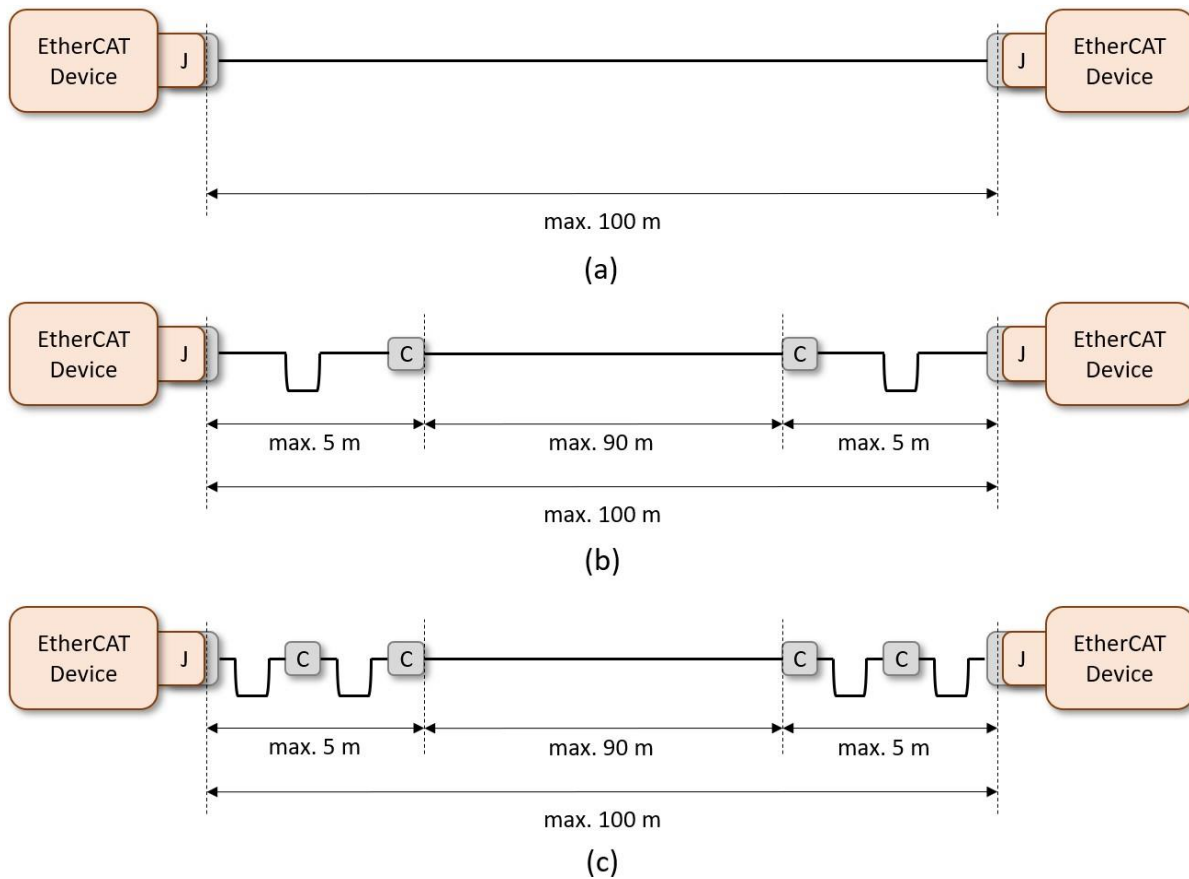 EtherCAT
Device
J
J
EtherCAT
Device
max. 100 m
(a)
EtherCAT
Device
J
C
C
J
EtherCAT
Device
max. 5 m
max. 90 m
max. 5 m
max. 100 m
(b)
EtherCAT
Device
J
C
C
C
C
J
EtherCAT
Device
max. 5 m
max. 90 m
max. 5 m
max. 100 m
(c)